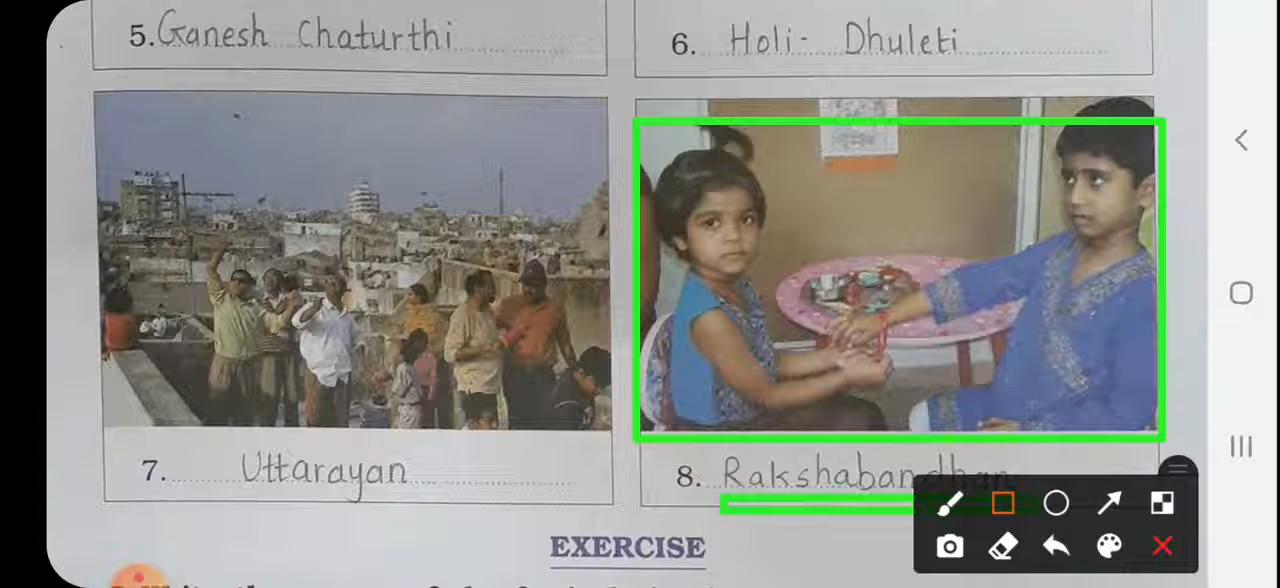 5. Ganesh Chaturthi
6. Holi- Dhuleti
7. Uttarayan
8. Rakshabandhan
EXERCISE